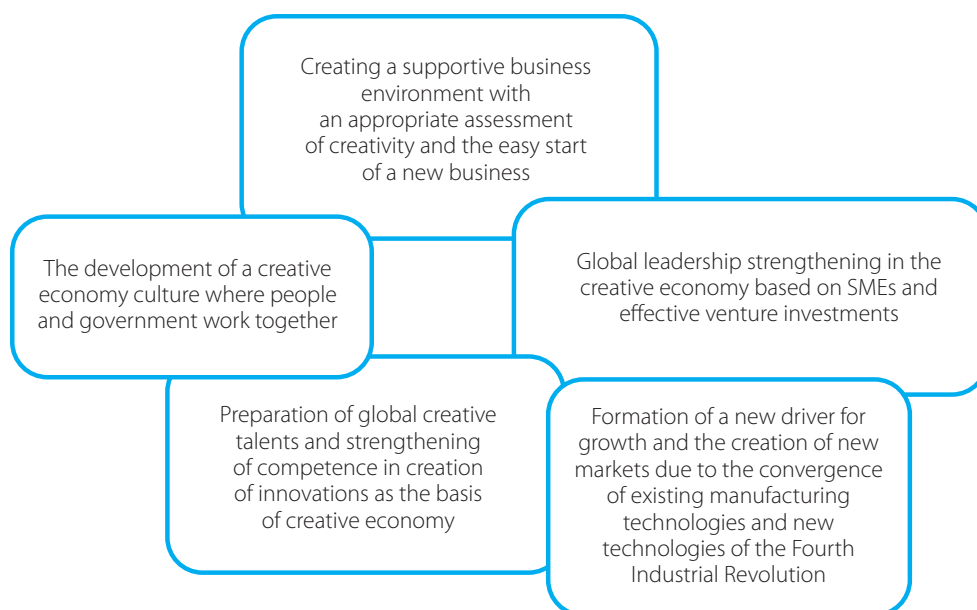 Creating a supportive business
environment with
an appropriate assessment
of creativity and the easy start
of a new business
The development of a creative
economy culture where people
and government work together
Global leadership strengthening in the
creative economy based on SMEs and
effective venture investments
Preparation of global creative
talents and strengthening
of competence in creation
of innovations as the basis
of creative economy
Formation of a new driver for
growth and the creation of new
markets due to the convergence
of existing manufacturing
technologies and new
technologies of the Fourth
Industrial Revolution